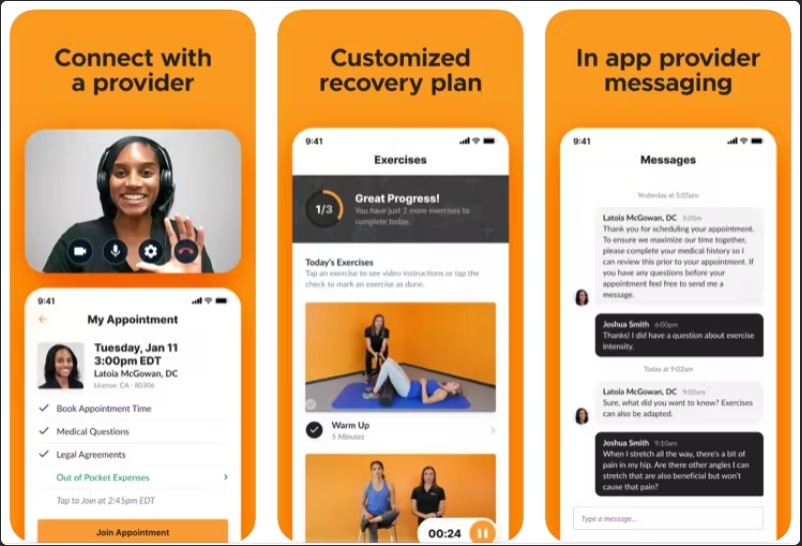 Connect with
a provider
9:41
My Appointment
Tuesday, Jan 11
3:00pm EDT
Latoia McGowan, DC
License: CA - 80306
Book Appointment Time
Medical Questions
Legal Agreements
Out of Pocket Expenses
Tap to Join at 2:45pm EDT
Join Appointment
Customized
recovery plan
9:41
Exercises
1/3
Great Progress!
You have just 2 more exercises to
complete today.
Today's Exercises
Tap an exercise to see video instructions or tap the
check to mark an exercise as done.
Warm Up
5 Minutes
00:24
In app provider
messaging
9:41
Messages
Yesterday at 5:05pm
Latoia McGowan, DC 5:05m
Thank you for scheduling your appointment.
To ensure we maximize our time together,
please complete your medical history so I
can review this prior to your appointment. If
you have any questions before your
appointment feel free to send me a
message.
Joshua Smith 6:00pm
Thanks! I did have a question about exercise
intensity.
Today at 9:02am
Latoia McGowan, DC 9:02am
Sure, what did you want to know? Exercises
can also be adapted.
Joshua Smith 9:10am
When I stretch all the way, there's a bit of
pain in my hip. Are there other angles I can
stretch that are also beneficial but won't
cause that pain?
Type a message...